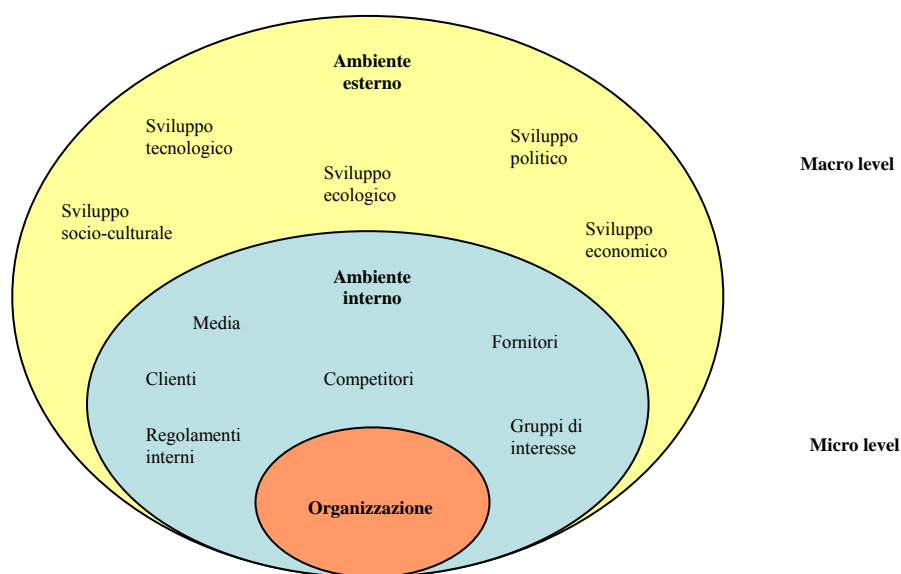 Ambiente
esterno
Sviluppo
tecnologico
Sviluppo
politico
Macro level
Sviluppo
ecologico
Sviluppo
socio-culturale
Sviluppo
economico
Ambiente
interno
Media
Fornitori
Clienti
Competitori
Regolamenti
interni
Gruppi di
interesse
Micro level
Organizzazione